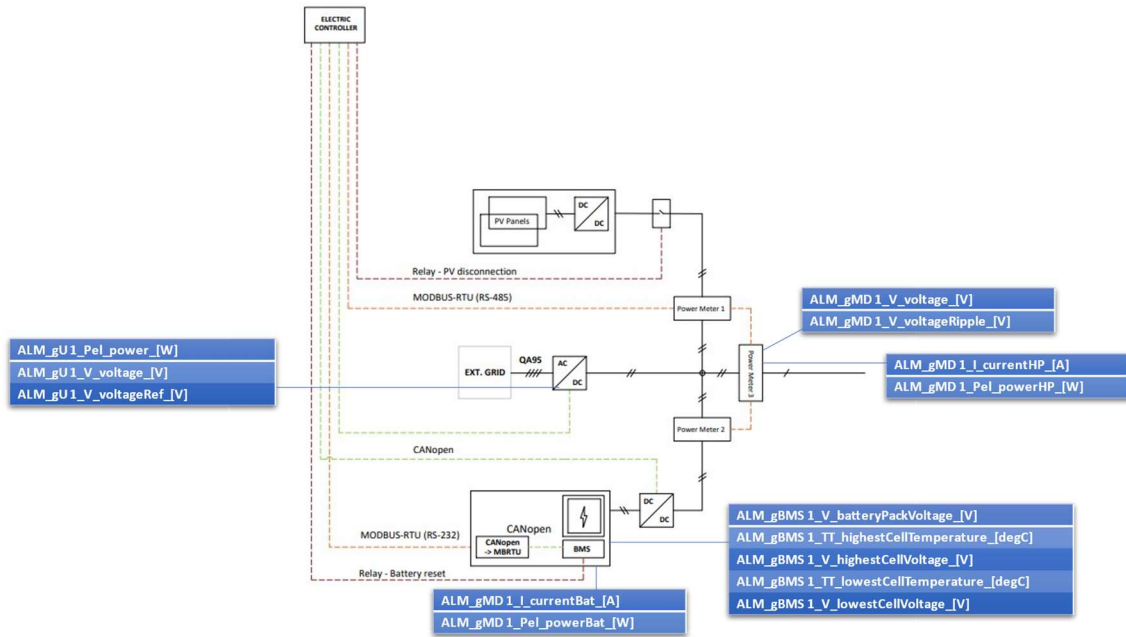 ELECTRIC
CONTROLLER
PV Panels
DC
DC
Relay - PV disconnection
MODBUS-RTU (RS-485)
Power Meter 1
ALM_gMD 1_V_voltage_[V]
ALM_gMD 1_V_voltageRipple_[V]
ALM_gU 1_Pel_power_[W]
ALM_gU 1_V_voltage_[V]
ALM_gU 1_V_voltageRef_[V]
EXT. GRID
QA95
AC
DC
Power Meter 3
ALM_gMD 1_I_currentHP_[A]
ALM_gMD 1_Pel_powerHP_[W]
Power Meter 2
CANopen
DC
DC
CANopen
MODBUS-RTU (RS-232)
CANopen
-> MBRTU
BMS
Relay - Battery reset
ALM_gBMS 1_V_batteryPackVoltage_[V]
ALM_gBMS 1_TT_highestCellTemperature_[degC]
ALM_gBMS 1_V_highestCellVoltage_[V]
ALM_gBMS 1_TT_lowestCellTemperature_[degC]
ALM_gBMS 1_V_lowestCellVoltage_[V]
ALM_gMD 1_I_currentBat_[A]
ALM_gMD 1_Pel_powerBat_[W]